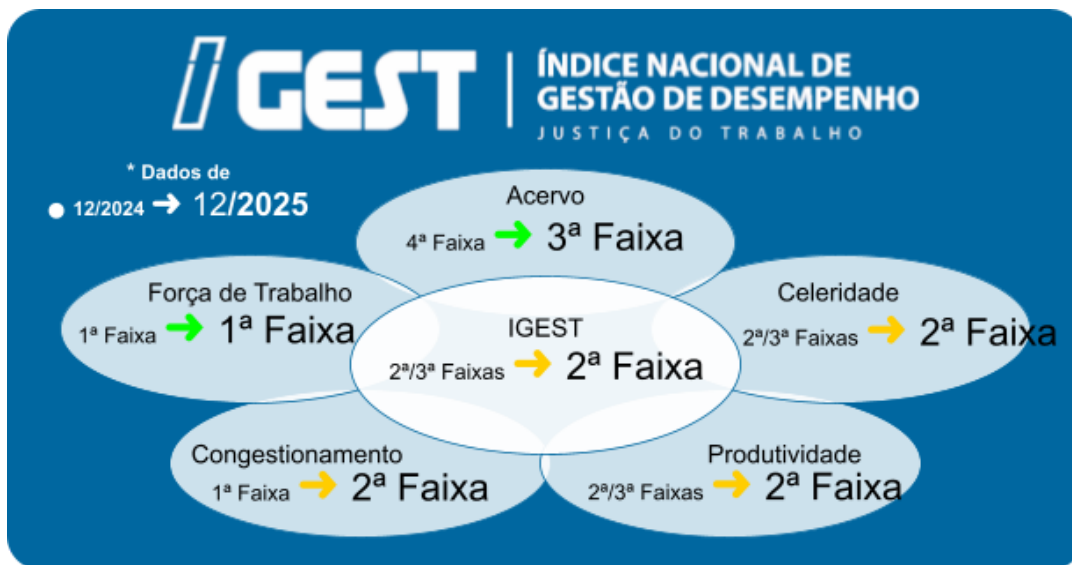 IGEST
ÍNDICE NACIONAL DE
GESTÃO DE DESEMPENHO
JUSTIÇA DO TRABALHO
* Dados de
12/2024 ➜ 12/2025
Acervo
4ª Faixa ➜ 3ª Faixa
Força de Trabalho
1ª Faixa ➜ 1ª Faixa
IGEST
2ª/3ª Faixas ➜ 2ª Faixa
Celeridade
2ª/3ª Faixas ➜ 2ª Faixa
Congestionamento
1ª Faixa ➜ 2ª Faixa
Produtividade
2ª/3ª Faixas ➜ 2ª Faixa